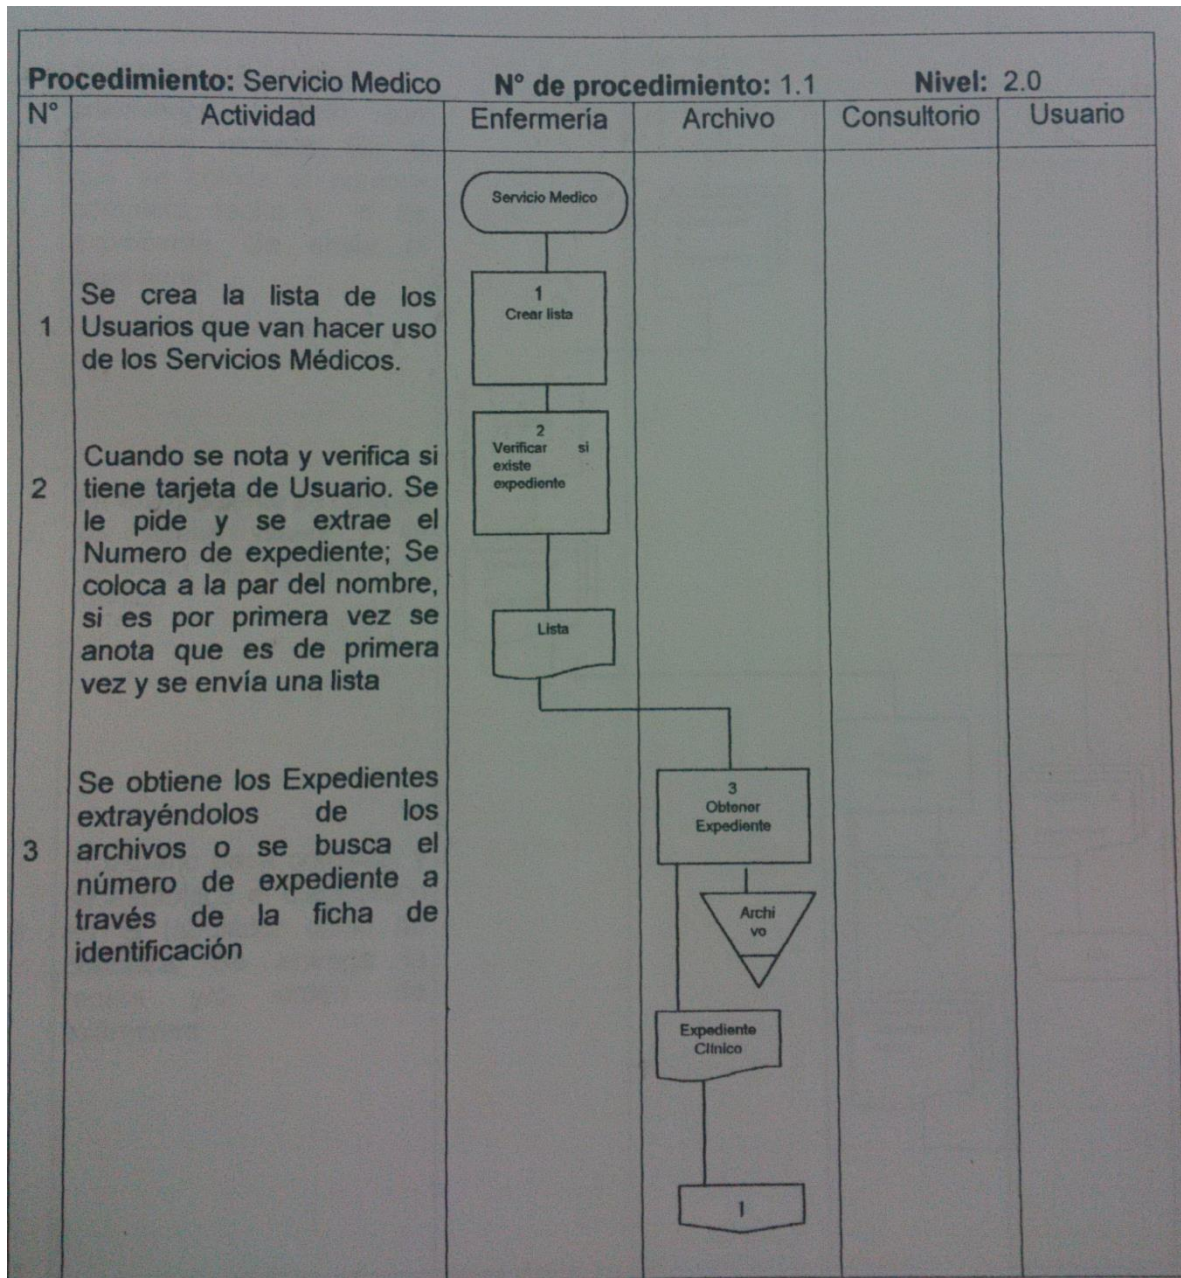 Procedimiento: Servicio Medico N° de procedimiento: 1.1 Nivel: 2.0
N° Actividad Enfermería Archivo Consultorio Usuario
Servicio Medico
1
Crear lista
1
Se crea la lista de los
Usuarios que van hacer uso
de los Servicios Médicos.
2
Verificar si
existe
expediente
2
Cuando se nota y verifica si
tiene tarjeta de Usuario. Se
le pide y se extrae el
Numero de expediente; Se
coloca a la par del nombre,
si es por primera vez se
anota que es de primera
vez y se envía una lista
Lista
3
Se obtiene los Expedientes
extrayéndolos de los
archivos o se busca el
número de expediente a
través de la ficha de
identificación
3
Obtener
Expediente
Archi
vo
Expediente
Clínico
1